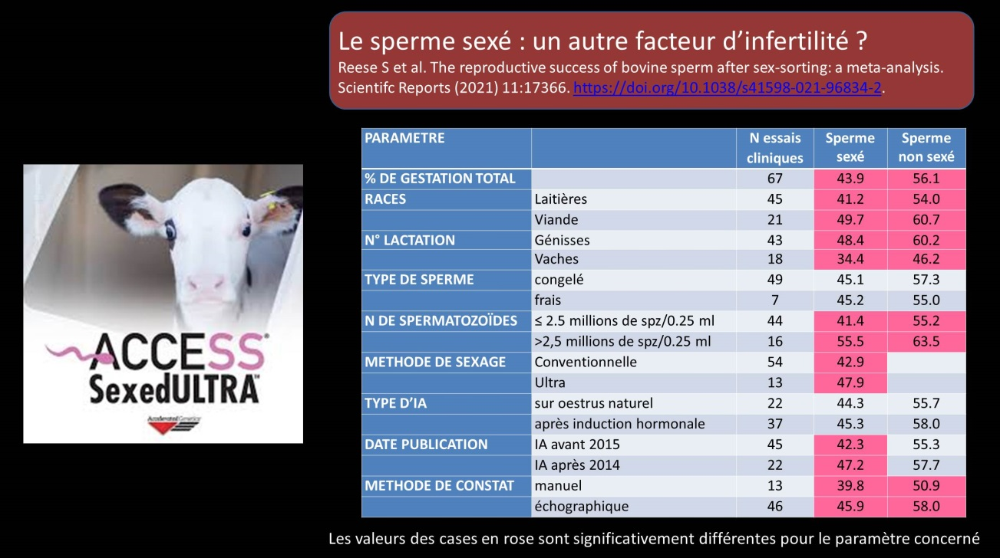 Le sperme sexé : un autre facteur d’infertilité ?
Reese S et al. The reproductive success of bovine sperm after sex-sorting: a meta-analysis.
Scientifc Reports (2021) 11:17366. https://doi.org/10.1038/s41598-021-96834-2.
ACCESS®
SexedULTRA™
Accelerated Genetics
PARAMETRE N essais cliniques Sperme sexé Sperme non sexé
% DE GESTATION TOTAL 67 43.9 56.1
RACES Laitières 45 41.2 54.0
Viande 21 49.7 60.7
N° LACTATION Génisses 43 48.4 60.2
Vaches 18 34.4 46.2
TYPE DE SPERME congelé 49 45.1 57.3
frais 7 45.2 55.0
N DE SPERMATOZOÏDES ≤ 2.5 millions de spz/0.25 ml 44 41.4 55.2
>2,5 millions de spz/0.25 ml 16 55.5 63.5
METHODE DE SEXAGE Conventionnelle 54 42.9
Ultra 13 47.9
TYPE D’IA sur oestrus naturel 22 44.3 55.7
après induction hormonale 37 45.3 58.0
DATE PUBLICATION IA avant 2015 45 42.3 55.3
IA après 2014 22 47.2 57.7
METHODE DE CONSTAT manuel 13 39.8 50.9
échographique 46 45.9 58.0
Les valeurs des cases en rose sont significativement différentes pour le paramètre concerné